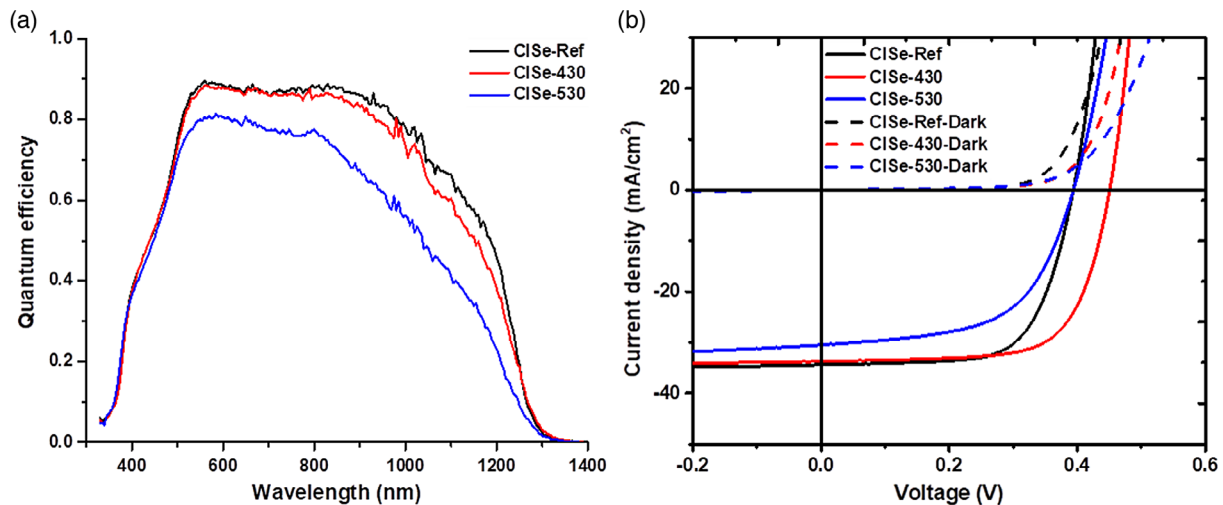 (a)
1.0
0.8
0.6
0.4
0.2
0.0
Quantum efficiency
CISe-Ref
CISe-430
CISe-530
400 600 800 1000 1200 1400
Wavelength (nm)
(b)
20
0
-20
-40
Current density (mA/cm²)
CISe-Ref
CISe-430
CISe-530
CISe-Ref-Dark
CISe-430-Dark
CISe-530-Dark
-0.2 0.0 0.2 0.4 0.6
Voltage (V)